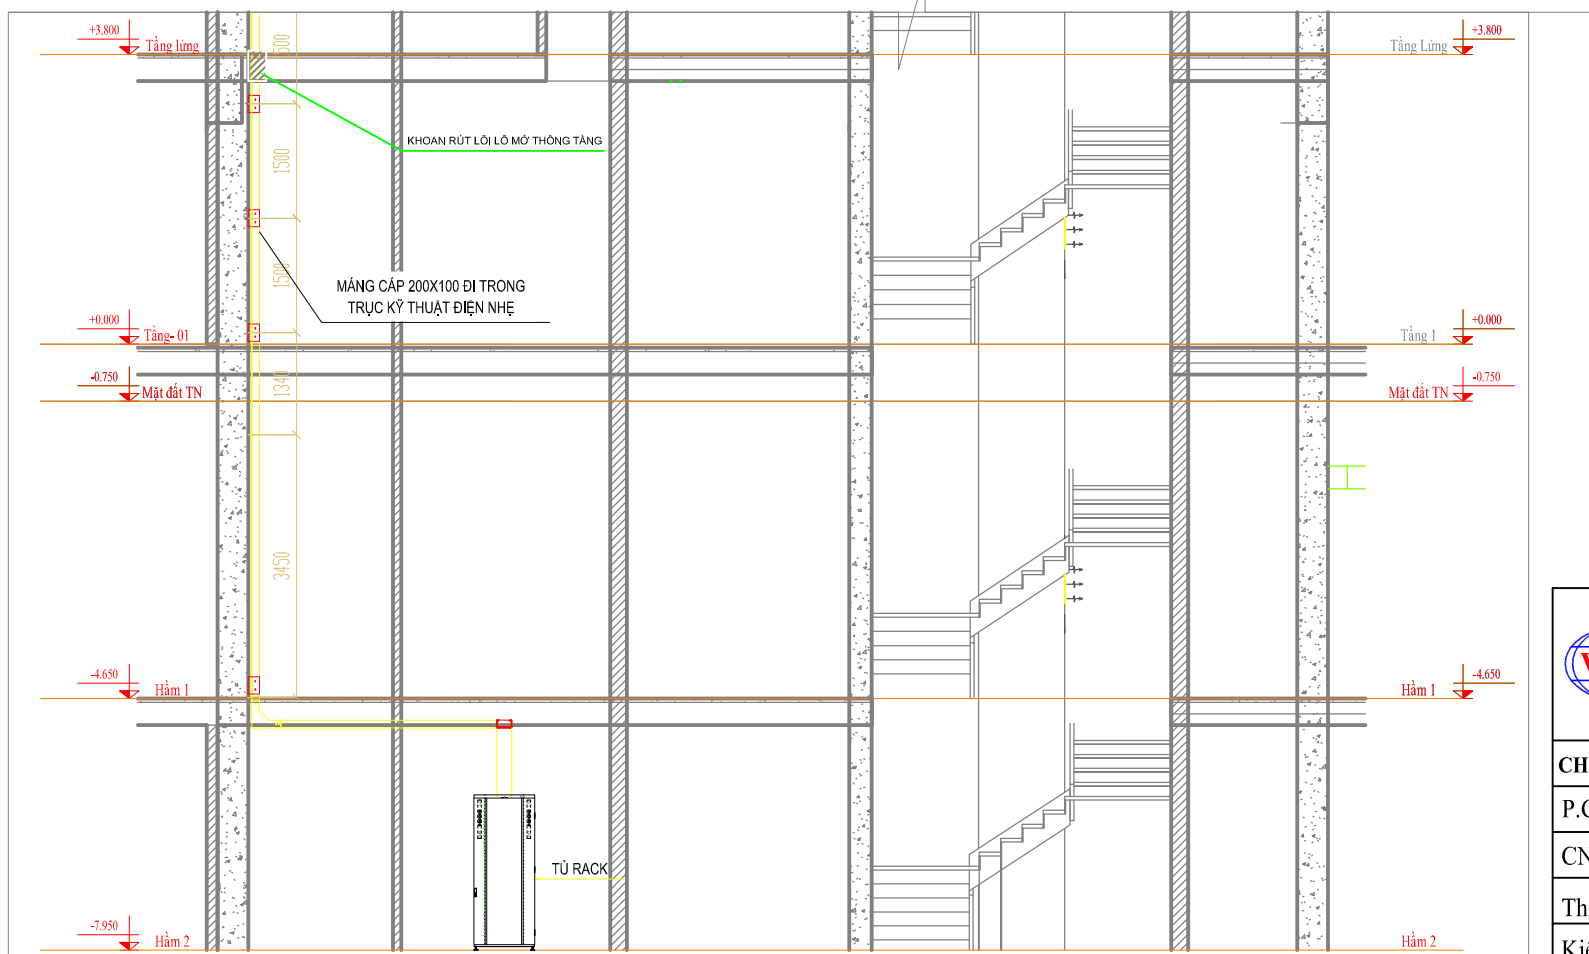 +3.800
Tầng lửng
KHOAN RÚT LÕI LỖ MỞ THÔNG TẦNG
1500
1500
MÁNG CÁP 200X100 ĐI TRONG
TRỤC KỸ THUẬT ĐIỆN NHẸ
+0.000
Tầng- 01
1340
-0.750
Mặt đất TN
3450
-4.650
Hầm 1
TỦ RACK
-7.950
Hầm 2
+3.800
Tầng Lửng
+0.000
Tầng 1
-0.750
Mặt đất TN
-4.650
Hầm 1
Hầm 2
V
CH
P.C
CN
Th
Kiể